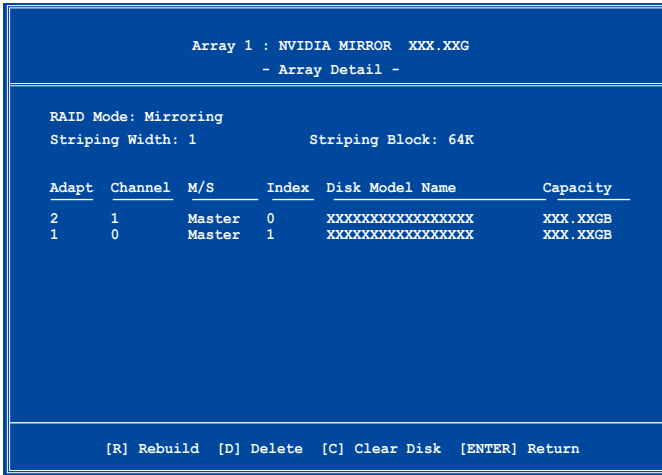 Array 1 : NVIDIA MIRROR XXX.XXG
- Array Detail -
RAID Mode: Mirroring
Striping Width: 1 Striping Block: 64K
Adapt Channel M/S Index Disk Model Name Capacity
2 1 Master 0 XXXXXXXXXXXXXXXXX XXX.XXGB
1 0 Master 1 XXXXXXXXXXXXXXXXX XXX.XXGB
[R] Rebuild [D] Delete [C] Clear Disk [ENTER] Return